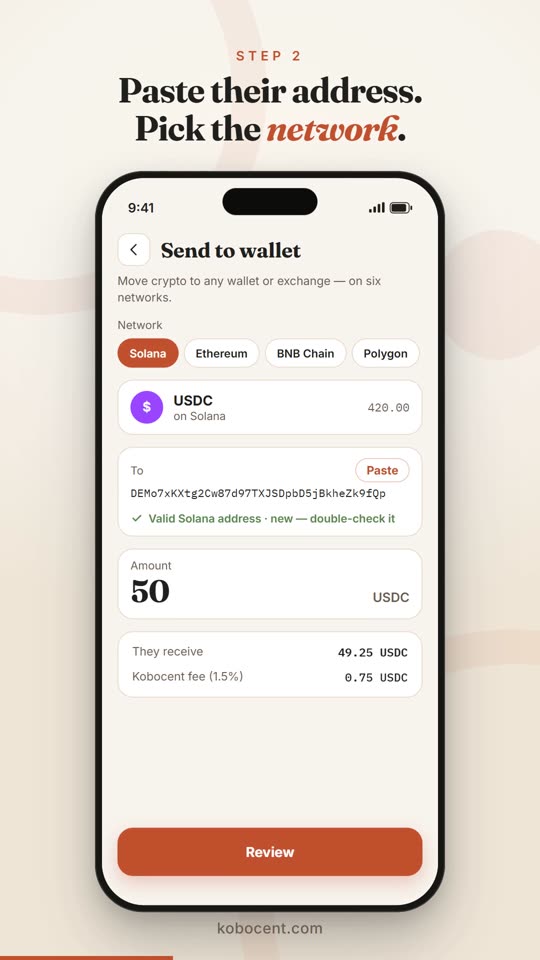 STEP 2
Paste their address.
Pick the network.
9:41
Send to wallet
Move crypto to any wallet or exchange — on six
networks.
Network
Solana
Ethereum
BNB Chain
Polygon
$
USDC
420.00
on Solana
To
Paste
DEMo7xKXtg2Cw87d97TXJSDpbD5jBkheZk9fQp
Valid Solana address · new — double-check it
Amount
50
USDC
They receive
49.25 USDC
Kobocent fee (1.5%)
0.75 USDC
Review
kobocent.com